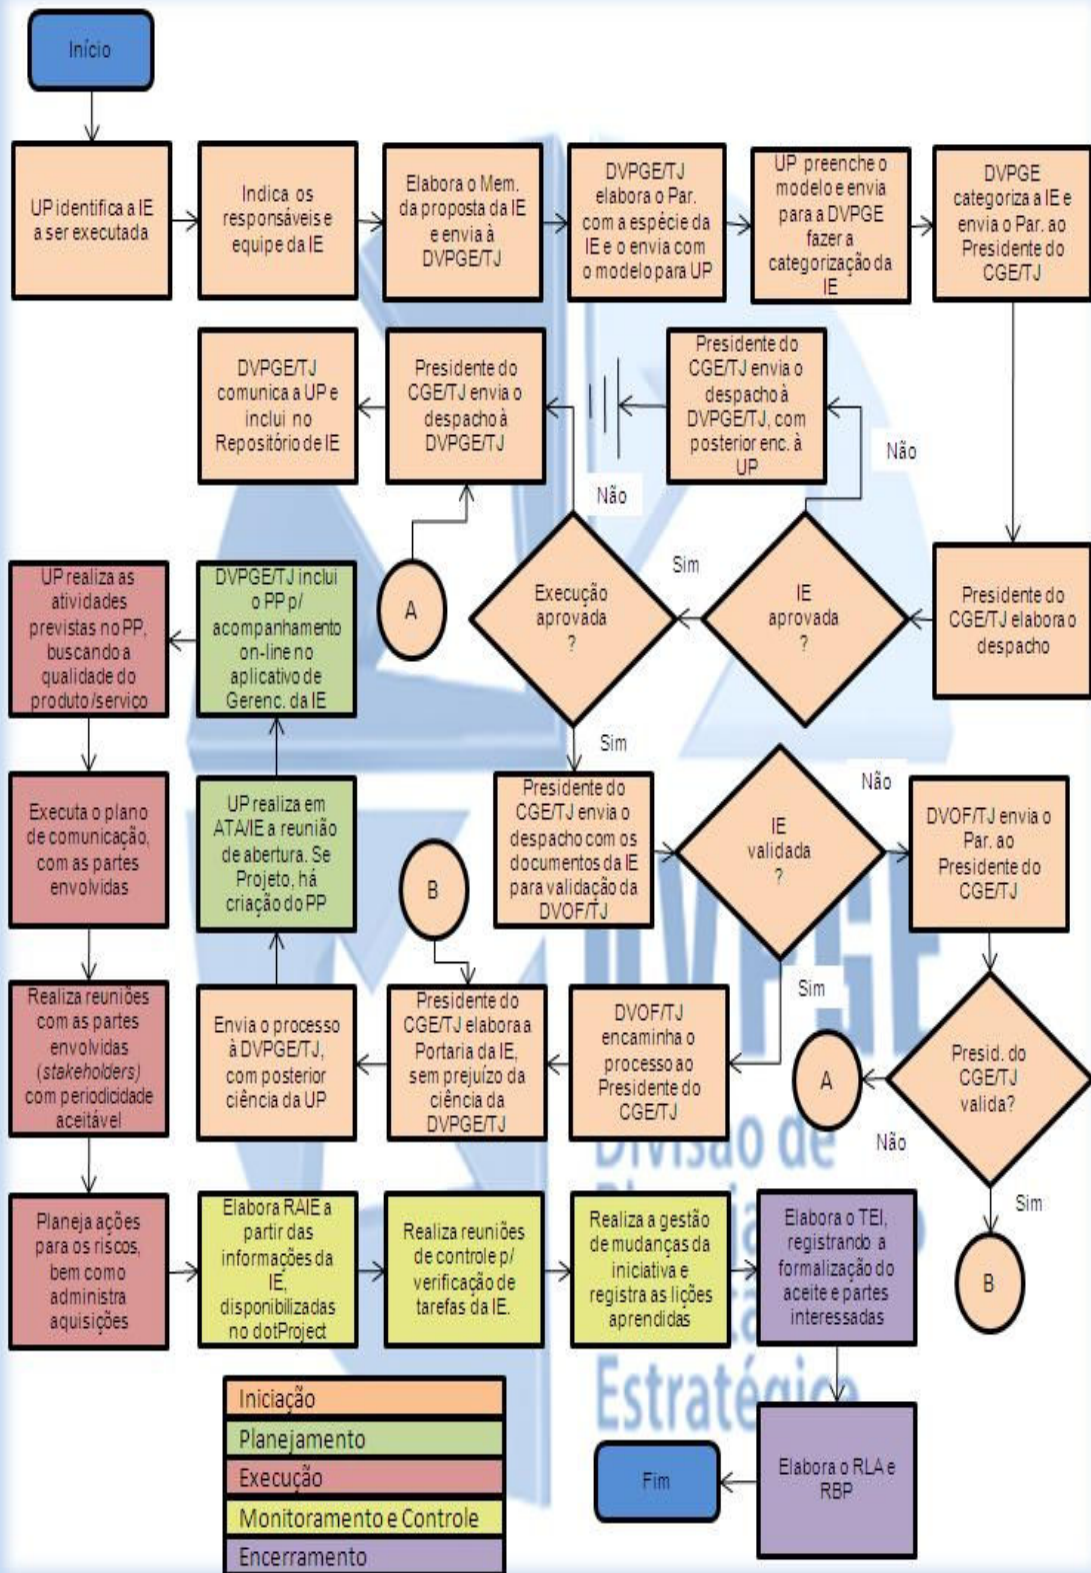 Início
UP identifica a IE
a ser executada
Indica os
responsáveis e
equipe da IE
Elabora o Mem.
da proposta da IE
e envia à
DVPGE/TJ
DVPGE/TJ
elabora o Par.
com a espécie da
IE e o envia com
o modelo para UP
UP preenche o
modelo e envia
para a DVPGE
fazer a
categorização da
IE
DVPGE
categoriza a IE e
envia o Par. ao
Presidente do
CGE/TJ
DVPGE/TJ
comunica a UP e
inclui no
Repositório de IE
Presidente do
CGE/TJ envia o
despacho à
DVPGE/TJ
Presidente do
CGE/TJ envia o
despacho à
DVPGE/TJ, com
posterior enc. à
UP
Não
Não
UP realiza as
atividades
previstas no PP,
buscando a
qualidade do
produto/serviço
DVPGE/TJ inclui
o PP p/
acompanhamento
on-line no
aplicativo de
Gerenc. da IE
A
Execução
aprovada
?
Sim
IE
aprovada
?
Presidente do
CGE/TJ elabora o
despacho
Sim
Executa o plano
de comunicação,
com as partes
envolvidas
UP realiza em
ATA/IE a reunião
de abertura. Se
Projeto, há
criação do PP
B
Presidente do
CGE/TJ envia o
despacho com os
documentos da IE
para validação da
DVOF/TJ
IE
validada
?
Não
DVOF/TJ envia o
Par. ao
Presidente do
CGE/TJ
Sim
Realiza reuniões
com as partes
envolvidas
(stakeholders)
com periodicidade
aceitável
Envia o processo
à DVPGE/TJ,
com posterior
ciência da UP
Presidente do
CGE/TJ elabora a
Portaria da IE,
sem prejuízo da
ciência da
DVPGE/TJ
DVOF/TJ
encaminha o
processo ao
Presidente do
CGE/TJ
A
Presid. do
CGE/TJ
valida?
Não
Sim
DVPGE
Divisão de
Estratégica
Planeja ações
para os riscos,
bem como
administra
aquisições
Elabora RAIE a
partir das
informações da
IE,
disponibilizadas
no dotProject
Realiza reuniões
de controle p/
verificação de
tarefas da IE.
Realiza a gestão
de mudanças da
iniciativa e
registra as lições
aprendidas
Elabora o TEI,
registrando a
formalização do
aceite e partes
interessadas
B
Iniciação
Planejamento
Execução
Monitoramento e Controle
Encerramento
Fim
Elabora o RLA e
RBP